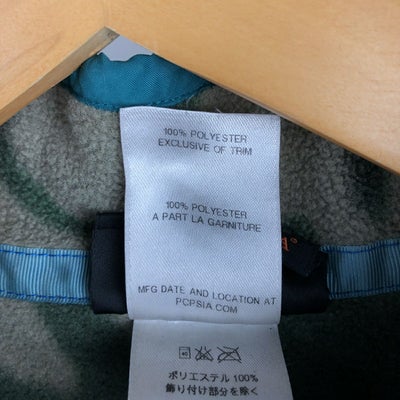 100% POLYESTER
EXCLUSIVE OF TRIM
100% POLYESTER
A PART LA GARNITURE
MFG DATE AND LOCATION AT
PCPSIA COM
ポリエステル 100%
飾り付け部分を除く